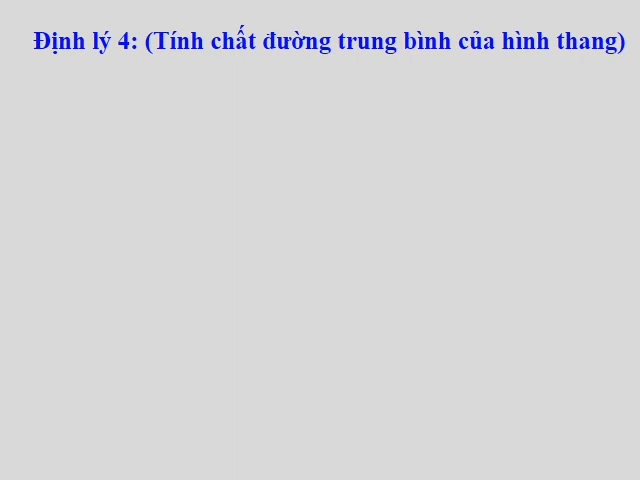 Định lý 4: (Tính chất đường trung bình của hình thang)